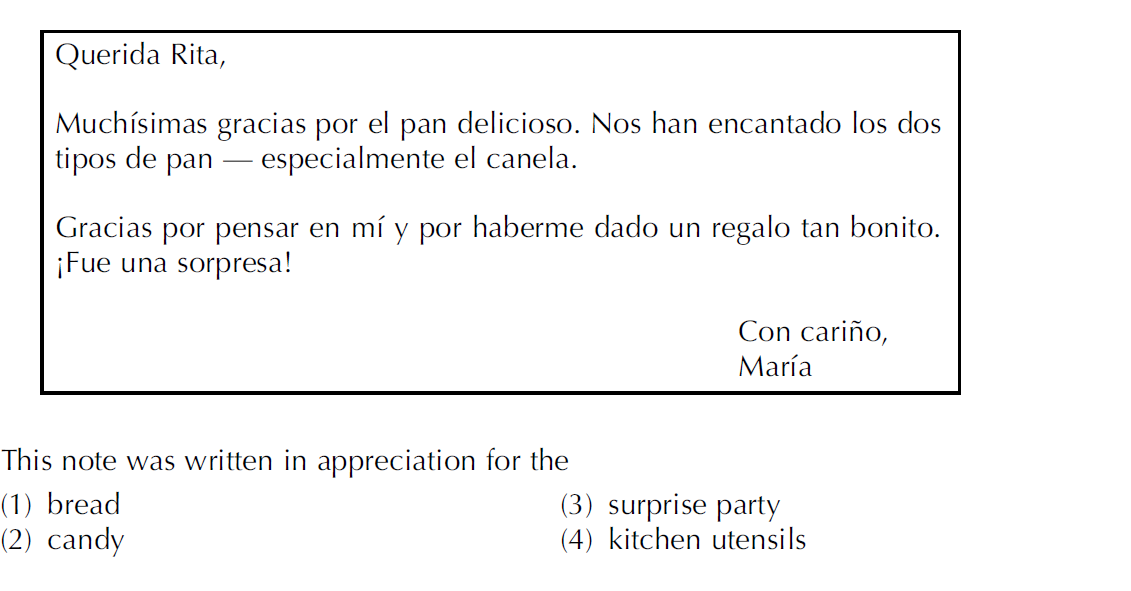 Querida Rita,
Muchísimas gracias por el pan delicioso. Nos han encantado los dos
tipos de pan — especialmente el canela.
Gracias por pensar en mí y por haberme dado un regalo tan bonito.
¡Fue una sorpresa!
Con cariño,
María
This note was written in appreciation for the
(1) bread
(2) candy
(3) surprise party
(4) kitchen utensils